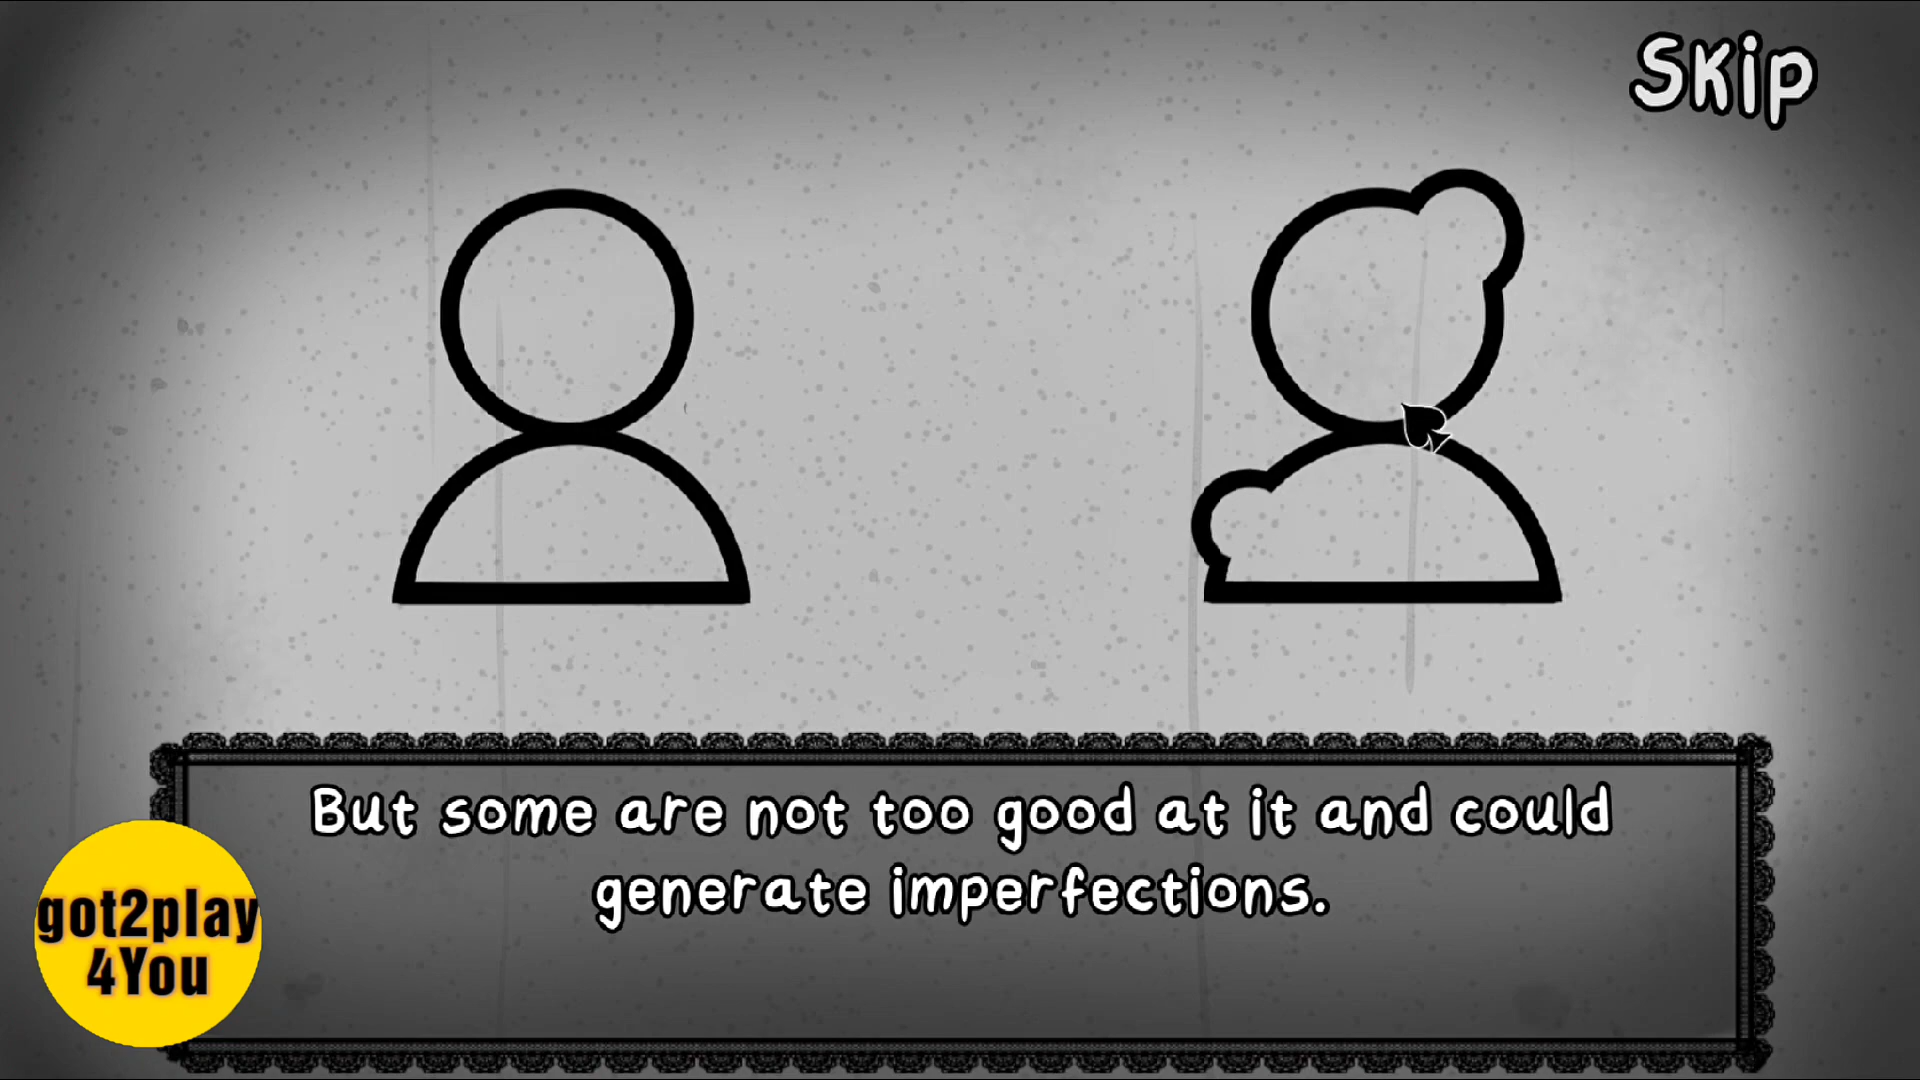 Skip
But some are not too good at it and could
generate imperfections.
got2play
4You